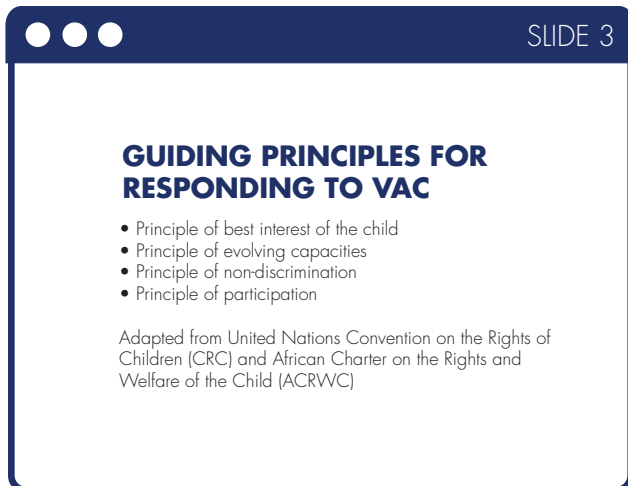 SLIDE 3
GUIDING PRINCIPLES FOR
RESPONDING TO VAC
• Principle of best interest of the child
• Principle of evolving capacities
• Principle of non-discrimination
• Principle of participation
Adapted from United Nations Convention on the Rights of
Children (CRC) and African Charter on the Rights and
Welfare of the Child (ACRWC)